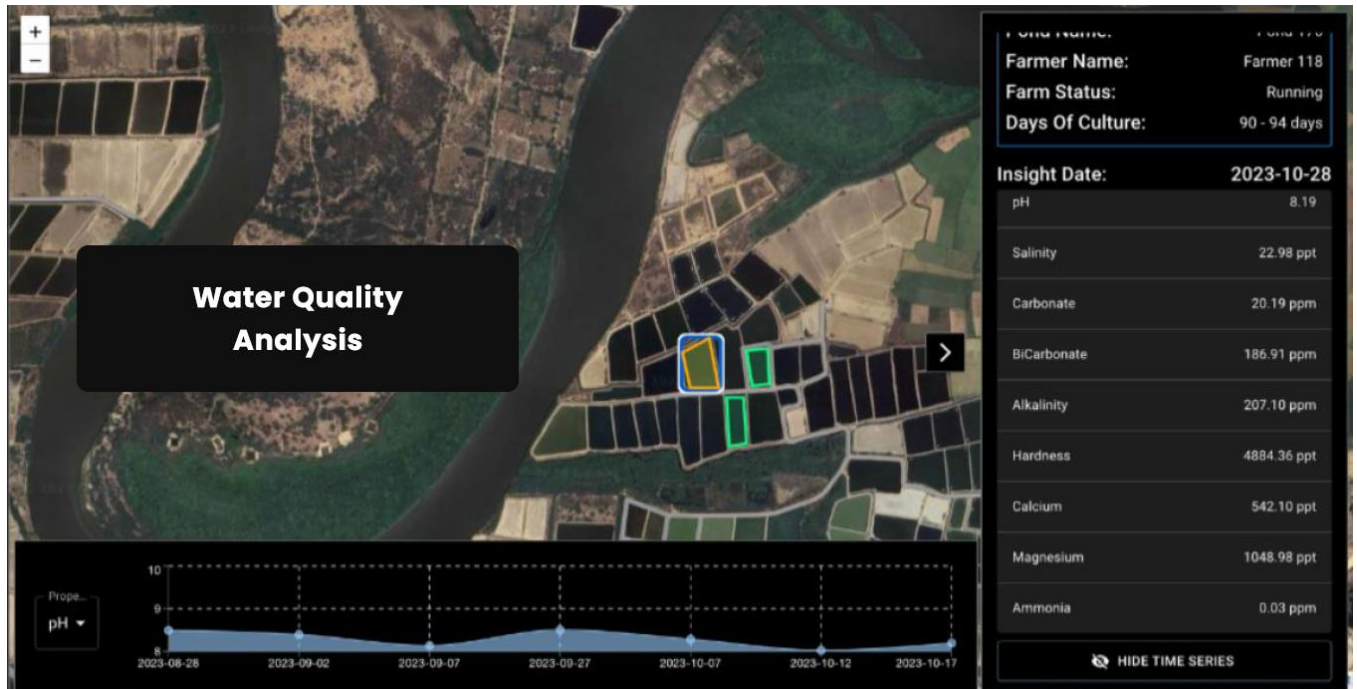 +
−
Pond Name: Pond 170
Farmer Name: Farmer 118
Farm Status: Running
Days Of Culture: 90 - 94 days
Insight Date: 2023-10-28
pH 8.19
Salinity 22.98 ppt
Carbonate 20.19 ppm
BiCarbonate 186.91 ppm
Alkalinity 207.10 ppm
Hardness 4884.36 ppt
Calcium 542.10 ppt
Magnesium 1048.98 ppt
Ammonia 0.03 ppm
HIDE TIME SERIES
Water Quality
Analysis
Prope...
pH
10
9
8
2023-08-28 2023-09-02 2023-09-07 2023-09-27 2023-10-07 2023-10-12 2023-10-17